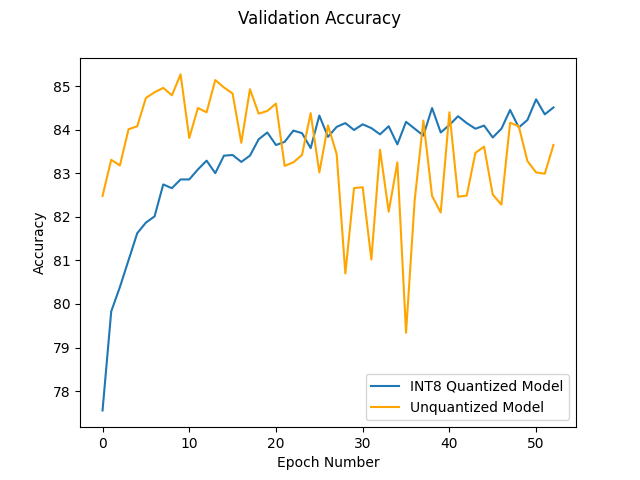 Validation Accuracy
85
84
83
82
81
80
79
78
Accuracy
INT8 Quantized Model
Unquantized Model
0 10 20 30 40 50
Epoch Number